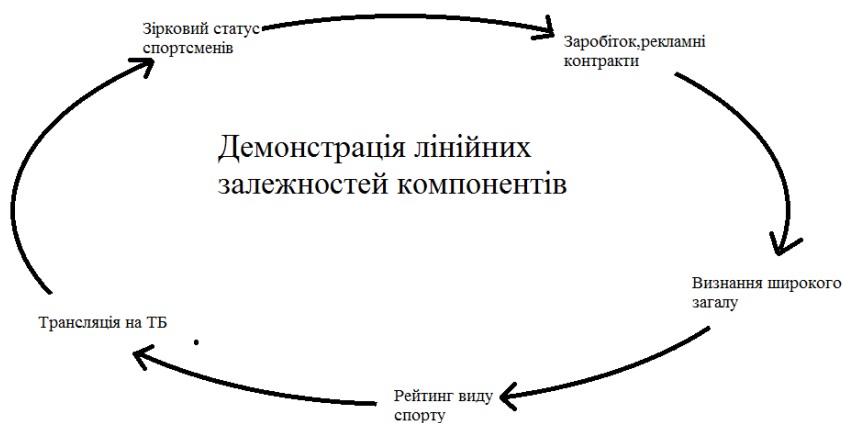 Зірковий статус
спортсменів
Заробіток,рекламні
контракти
Демонстрація лінійних
залежностей компонентів
Визнання широкого
загалу
Трансляція на ТБ
Рейтинг виду
спорту